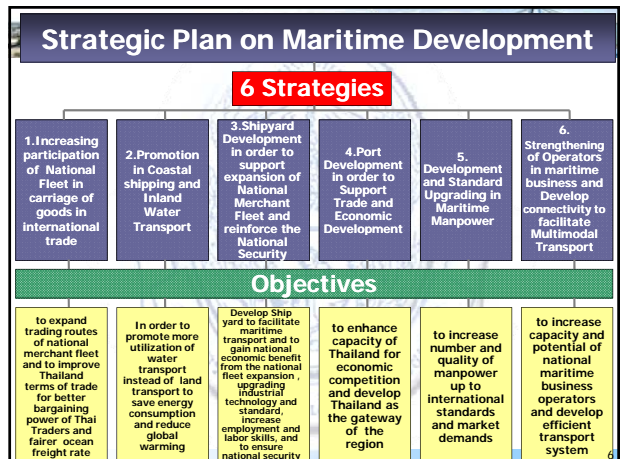 Strategic Plan on Maritime Development
6 Strategies
1.Increasing
participation
of National
Fleet in
carriage of
goods in
international
trade
2.Promotion
in Coastal
shipping and
Inland
Water
Transport
3.Shipyard
Development
in order to
support
expansion of
National
Merchant
Fleet and
reinforce the
National
Security
4.Port
Development
in order to
Support
Trade and
Economic
Development
5.
Development
and Standard
Upgrading in
Maritime
Manpower
6.
Strengthening
of Operators
in maritime
business and
Develop
connectivity to
facilitate
Multimodal
Transport
Objectives
to expand
trading routes
of national
merchant fleet
and to improve
Thailand
terms of trade
for better
bargaining
power of Thai
Traders and
fairer ocean
freight rate
In order to
promote more
utilization of
water
transport
instead of land
transport to
save energy
consumption
and reduce
global
warming
Develop Ship
yard to facilitate
maritime
transport and to
gain national
economic benefit
from the national
fleet expansion ,
upgrading
industrial
technology and
standard,
increase
employment and
labor skills, and
to ensure
national security
to enhance
capacity of
Thailand for
economic
competition
and develop
Thailand as
the gateway
of the
region
to increase
number and
quality of
manpower
up to
international
standards
and market
demands
to increase
capacity and
potential of
national
maritime
business
operators
and develop
efficient
transport
system
6